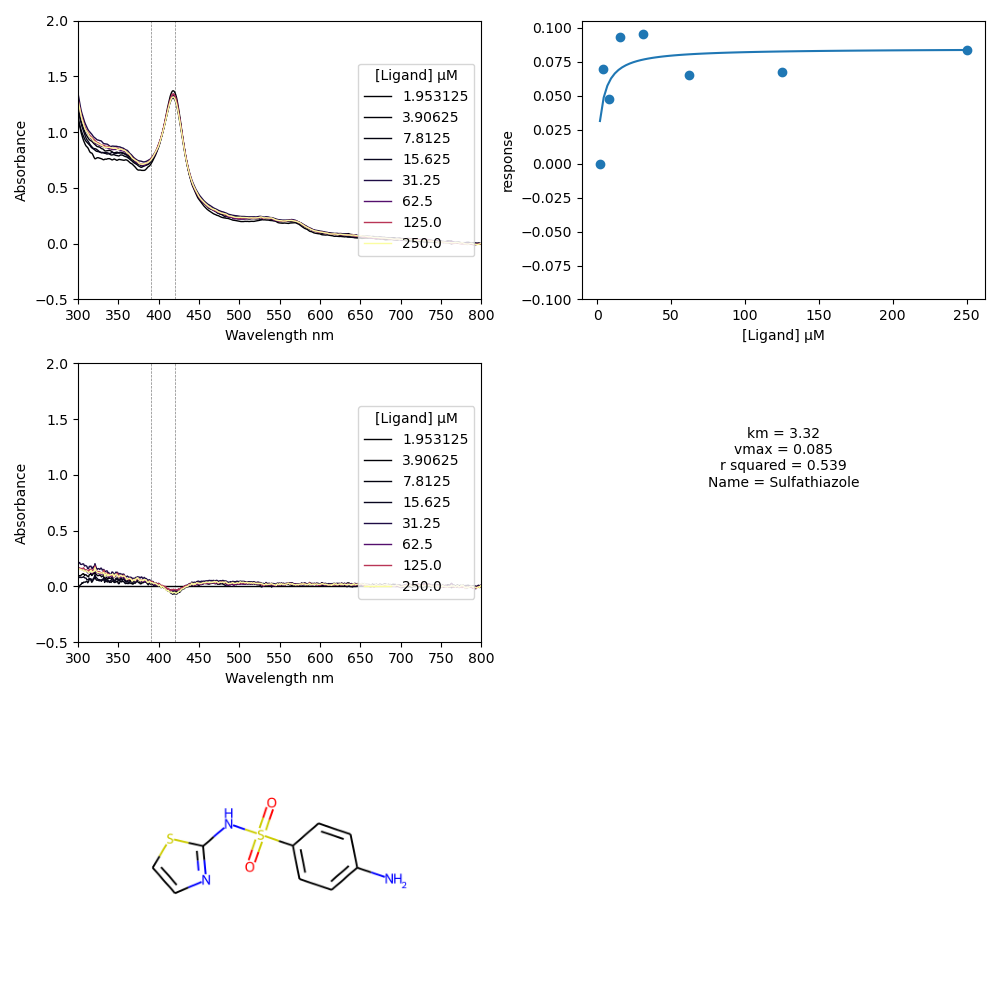 2.0
1.5
1.0
0.5
0.0
−0.5
Absorbance
300 350 400 450 500 550 600 650 700 750 800
Wavelength nm
[Ligand] µM
1.953125
3.90625
7.8125
15.625
31.25
62.5
125.0
250.0
0.100
0.075
0.050
0.025
0.000
−0.025
−0.050
−0.075
−0.100
response
0 50 100 150 200 250
[Ligand] µM
2.0
1.5
1.0
0.5
0.0
−0.5
Absorbance
300 350 400 450 500 550 600 650 700 750 800
Wavelength nm
[Ligand] µM
1.953125
3.90625
7.8125
15.625
31.25
62.5
125.0
250.0
km = 3.32
vmax = 0.085
r squared = 0.539
Name = Sulfathiazole
S
N
H
N
S
O
O
NH2